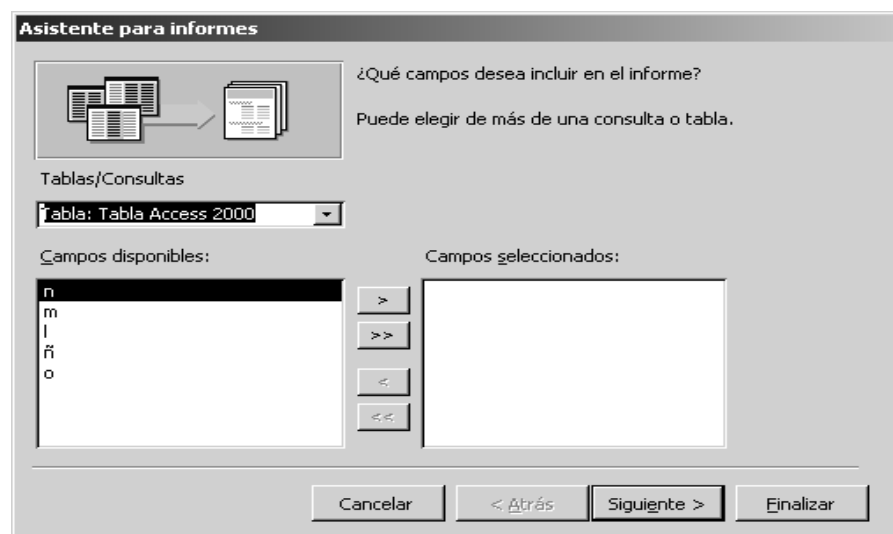 Asistente para informes
¿Qué campos desea incluir en el informe?
Puede elegir de más de una consulta o tabla.
Tablas/Consultas
Tabla: Tabla Access 2000
Campos disponibles:
Campos seleccionados:
n
m
l
ñ
o
>
>>
<
<<
Cancelar
< Atrás
Siguiente >
Finalizar